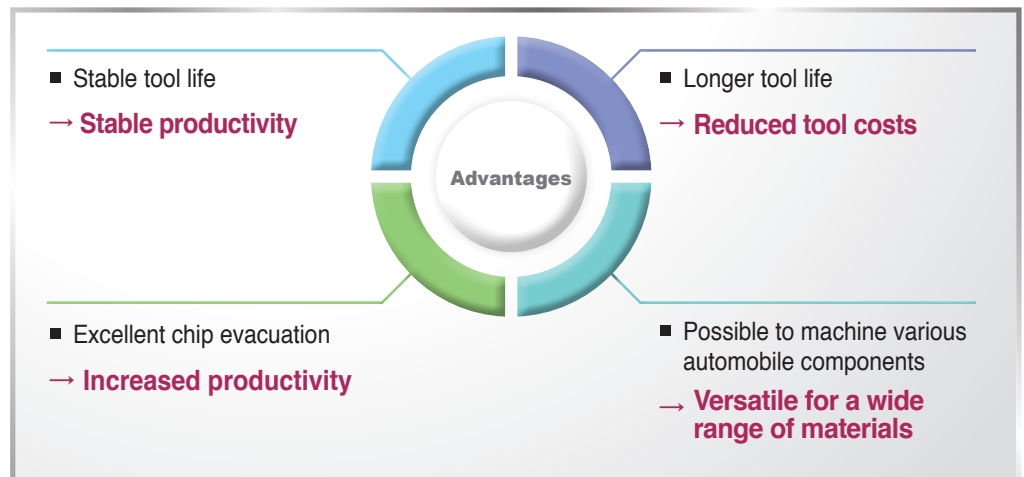 ■ Stable tool life
→ Stable productivity
■ Longer tool life
→ Reduced tool costs
Advantages
■ Excellent chip evacuation
→ Increased productivity
■ Possible to machine various
automobile components
→ Versatile for a wide
range of materials